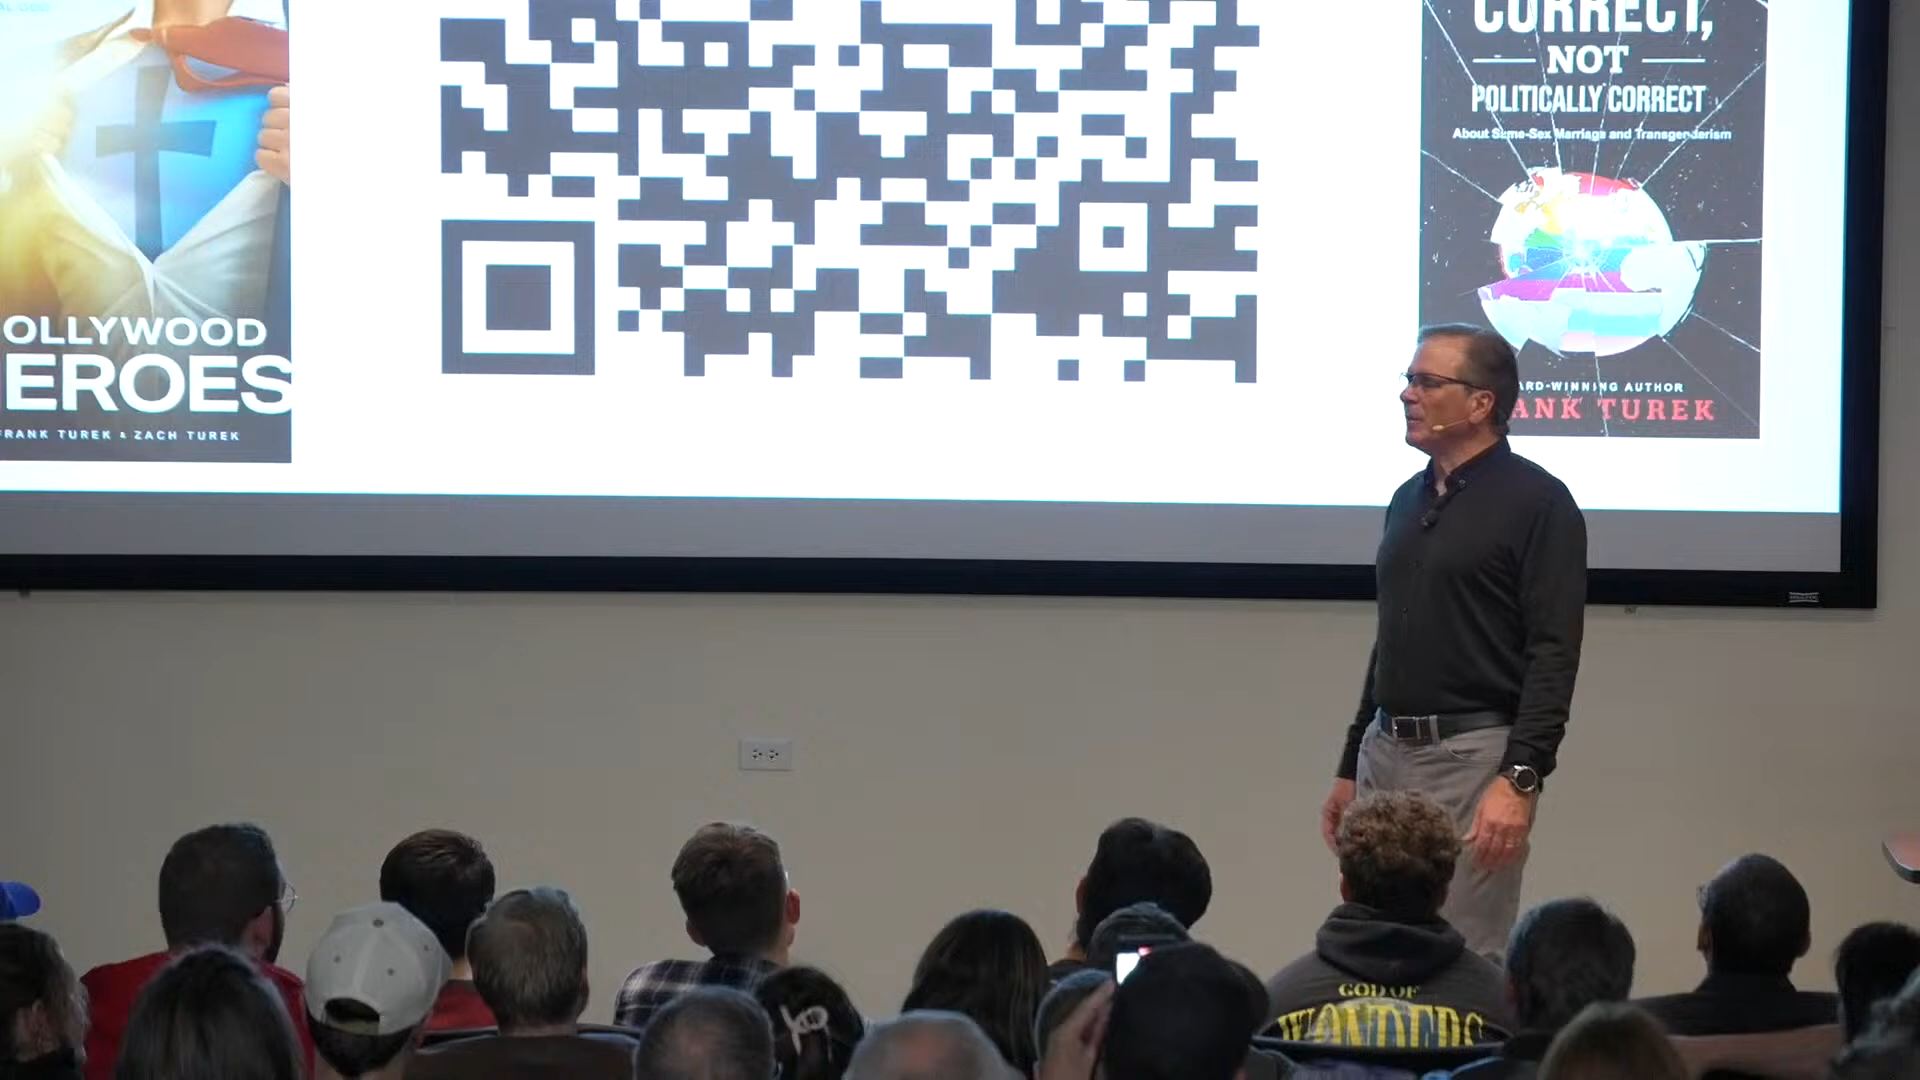 OLLYWOOD
EROES
FRANK TUREK & ZACH TUREK
CORRECT,
NOT
POLITICALLY CORRECT
About Same-Sex Marriage and Transgenderism
ARD-WINNING AUTHOR
ANK TUREK
GOD OF
WONDERS